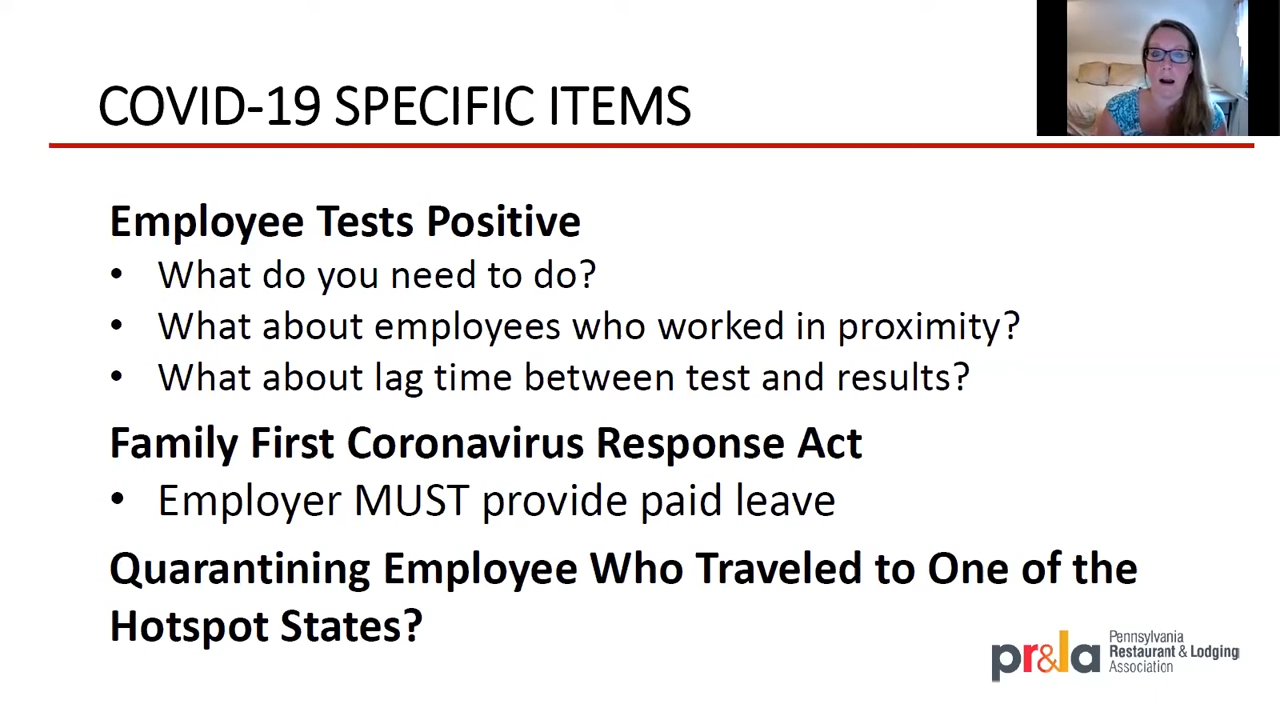 COVID-19 SPECIFIC ITEMS
Employee Tests Positive
• What do you need to do?
• What about employees who worked in proximity?
• What about lag time between test and results?
Family First Coronavirus Response Act
• Employer MUST provide paid leave
Quarantining Employee Who Traveled to One of the
Hotspot States?
pr&la
Pennsylvania
Restaurant & Lodging
Association